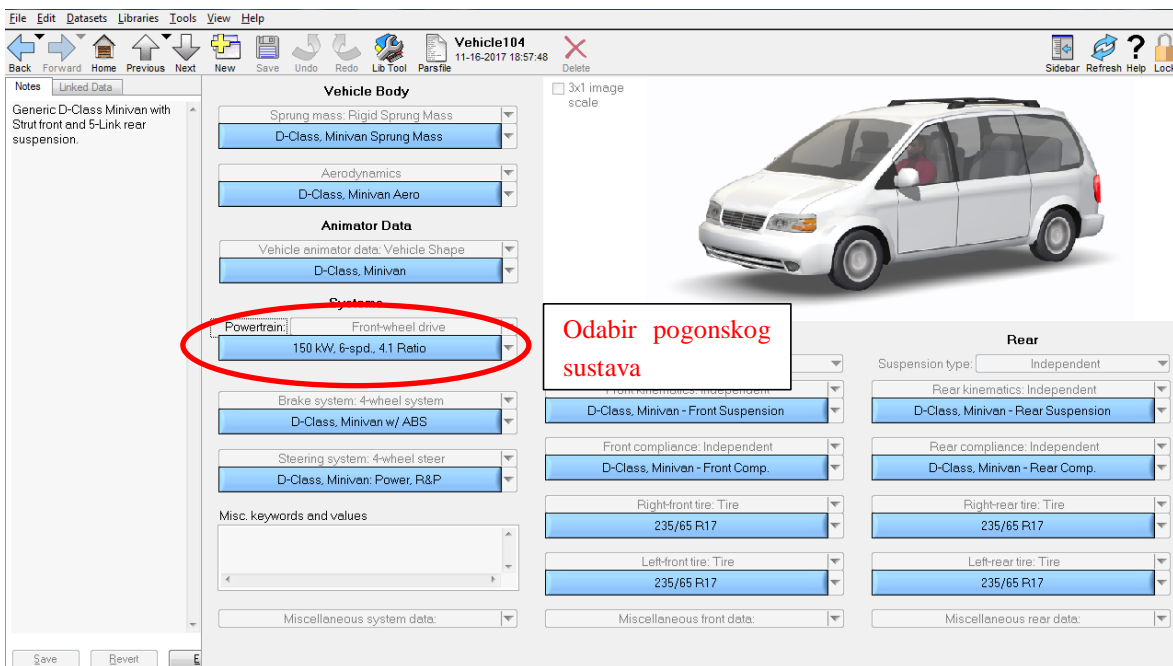 File Edit Datasets Libraries Tools View Help
Vehicle104
11-16-2017 18:57:48
Back Forward Home Previous Next New Save Undo Redo Lib Tool Parsfile Delete Sidebar Refresh Help Lock
Notes Linked Data
Generic D-Class Minivan with
Strut front and 5-Link rear
suspension.
Vehicle Body
Sprung mass: Rigid Sprung Mass
D-Class, Minivan Sprung Mass
Aerodynamics
D-Class, Minivan Aero
Animator Data
Vehicle animator data: Vehicle Shape
D-Class, Minivan
Systems
Powertrain: Front-wheel drive
150 kW, 6-spd., 4.1 Ratio
Brake system: 4-wheel system
D-Class, Minivan w/ ABS
Steering system: 4-wheel steer
D-Class, Minivan: Power, R&P
Misc. keywords and values
Miscellaneous system data:
3x1 image
scale
Odabir pogonskog
sustava
Front kinematics: Independent
D-Class, Minivan - Front Suspension
Front compliance: Independent
D-Class, Minivan - Front Comp.
Right-front tire: Tire
235/65 R17
Left-front tire: Tire
235/65 R17
Miscellaneous front data:
Rear
Suspension type: Independent
Rear kinematics: Independent
D-Class, Minivan - Rear Suspension
Rear compliance: Independent
D-Class, Minivan - Rear Comp.
Right-rear tire: Tire
235/65 R17
Left-rear tire: Tire
235/65 R17
Miscellaneous rear data:
Save Revert E